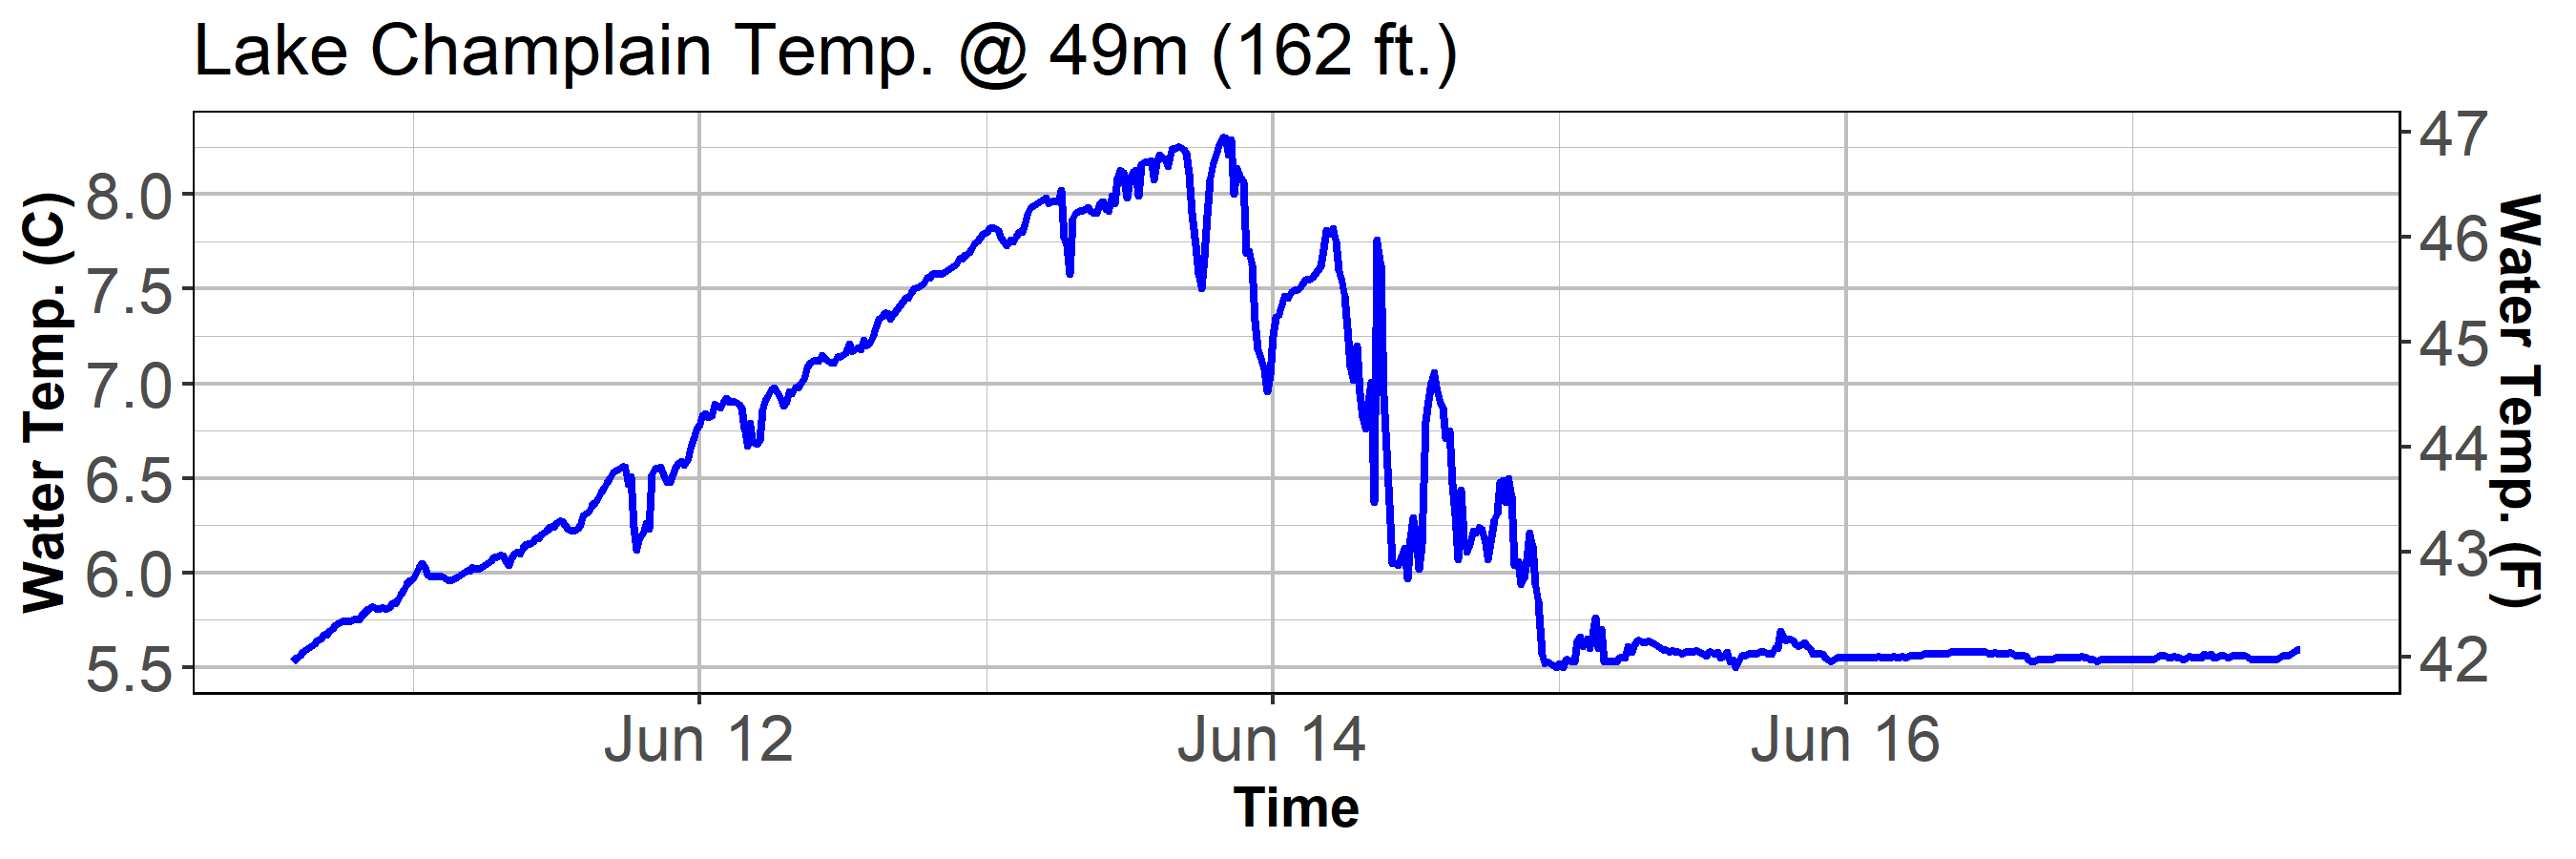 Lake Champlain Temp. @ 49m (162 ft.)
Water Temp. (C)
8.0
7.5
7.0
6.5
6.0
5.5
47
46
45
44
43
42
Water Temp. (F)
Jun 12
Jun 14
Jun 16
Time